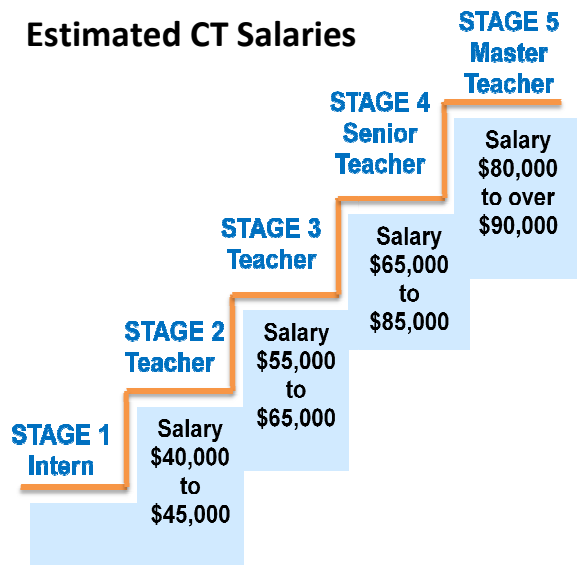 Estimated CT Salaries
STAGE 5
Master
Teacher
Salary
$80,000
to over
$90,000
STAGE 4
Senior
Teacher
Salary
$65,000
to
$85,000
STAGE 3
Teacher
Salary
$55,000
to
$65,000
STAGE 2
Teacher
Salary
$40,000
to
$45,000
STAGE 1
Intern